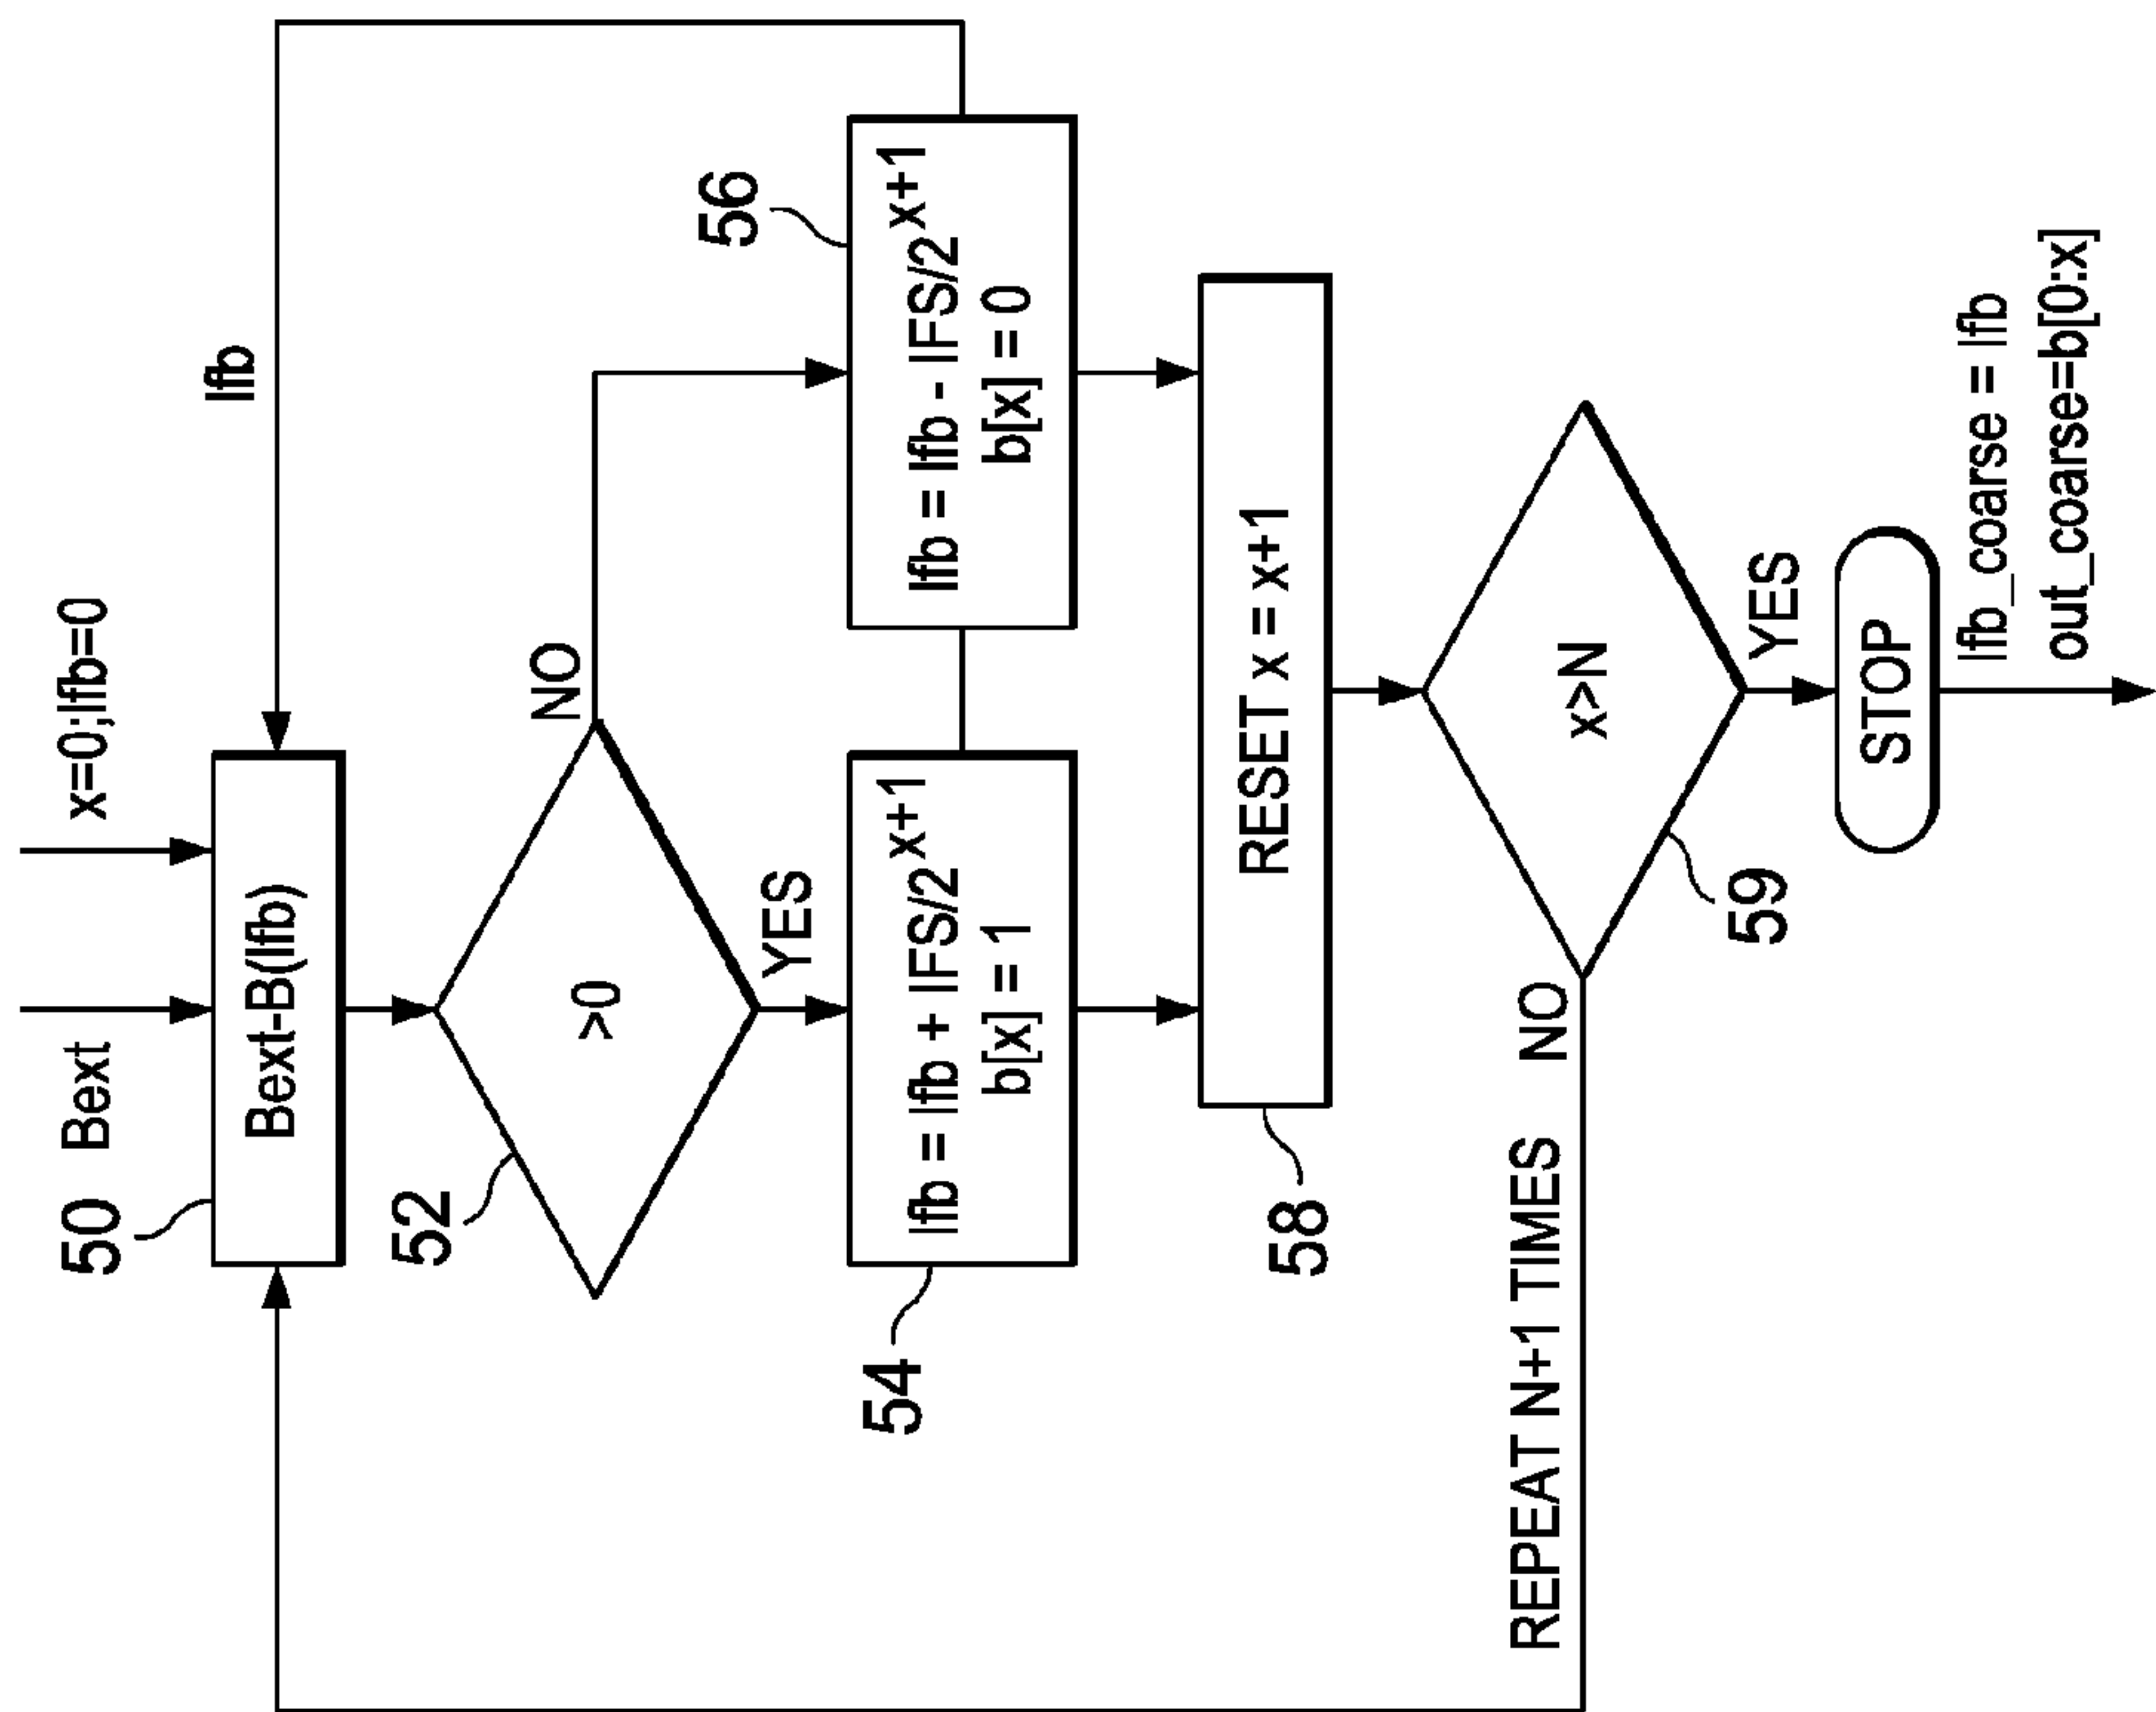 x=0;Ifb=0
50
Bext
Ifb
Bext-B(Ifb)
52
>0
NO
YES
56
Ifb = Ifb - IFS/2^x+1
b[x] = 0
54
Ifb = Ifb + IFS/2^x+1
b[x] = 1
58
RESET x = x+1
REPEAT N+1 TIMES
NO
x>N
59
YES
STOP
Ifb_coarse = Ifb
out_coarse=b[0:x]